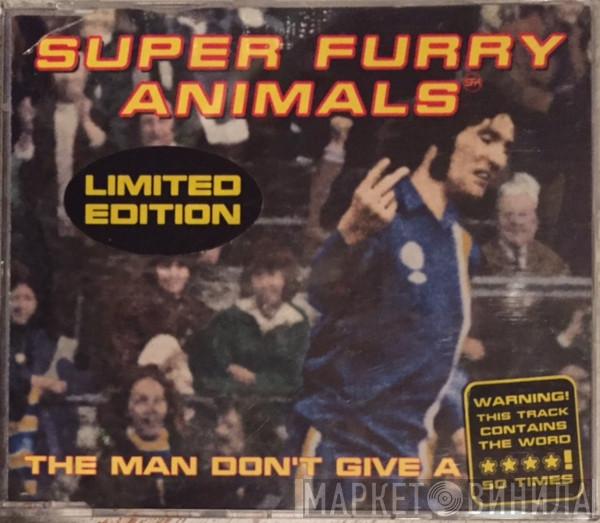 SUPER FURRY
ANIMALS
SFA
LIMITED
EDITION
WARNING!
THIS TRACK
CONTAINS
THE WORD
★★★★!
50 TIMES
THE MAN DON'T GIVE A
МАРКЕТ ВИНИЛА